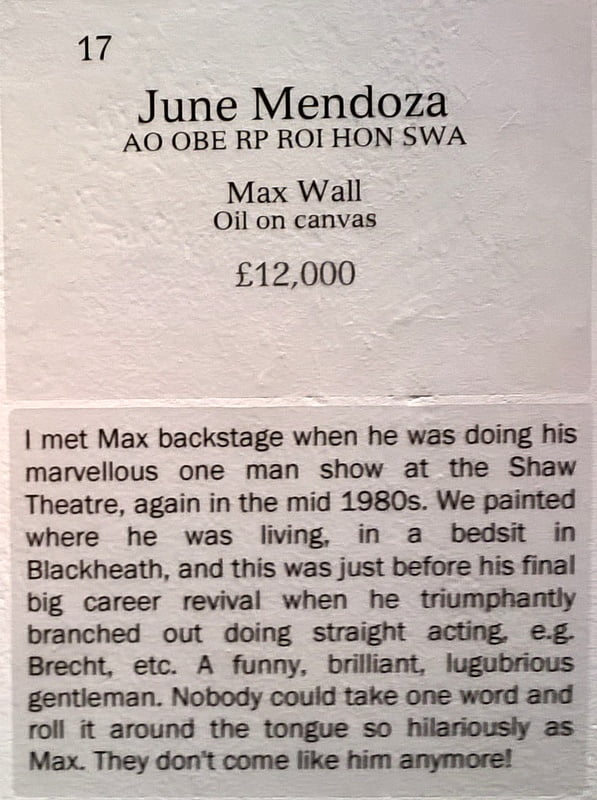 17
June Mendoza
AO OBE RP ROI HON SWA
Max Wall
Oil on canvas
£12,000
I met Max backstage when he was doing his
marvellous one man show at the Shaw
Theatre, again in the mid 1980s. We painted
where he was living, in a bedsit in
Blackheath, and this was just before his final
big career revival when he triumphantly
branched out doing straight acting, e.g.
Brecht, etc. A funny, brilliant, lugubrious
gentleman. Nobody could take one word and
roll it around the tongue so hilariously as
Max. They don't come like him anymore!